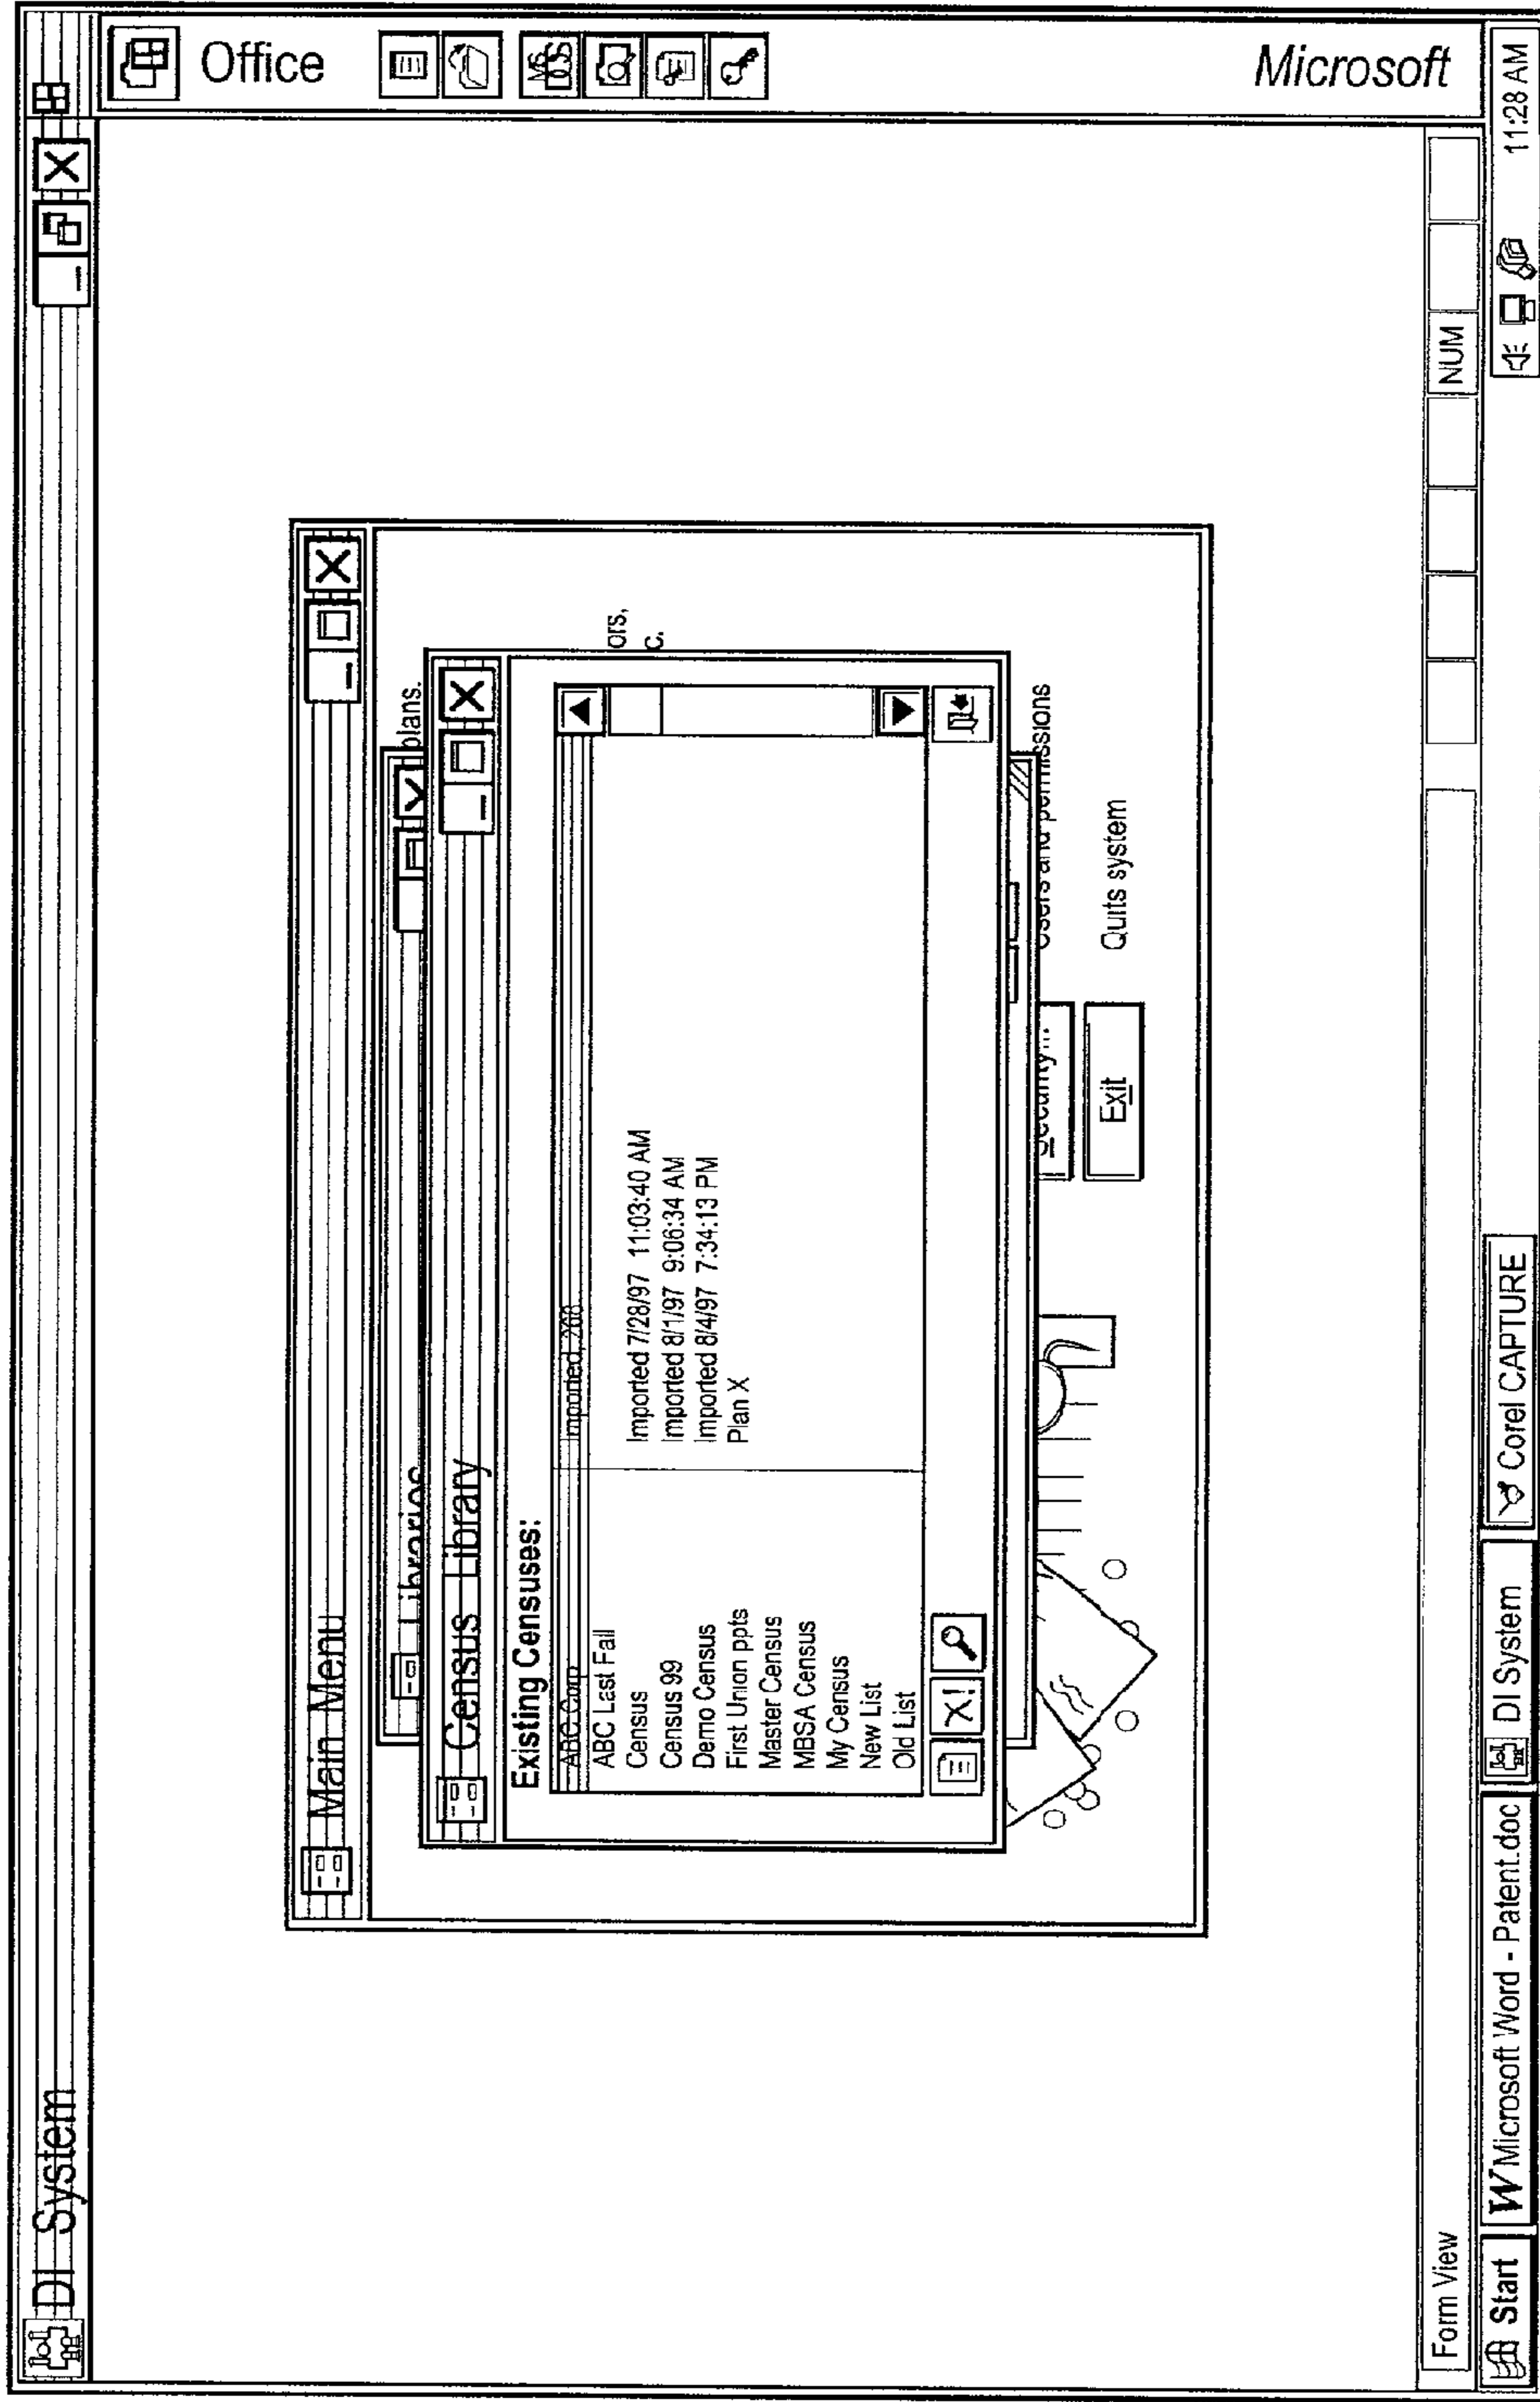 DI System
Office
Main Menu
plans.
Libraries
Census Library
Existing Censuses:
ABC Corp Imported, 200
ABC Last Fall
Census Imported 7/28/97 11:03:40 AM
Census 99 Imported 8/1/97 9:06:34 AM
Demo Census Imported 8/4/97 7:34:13 PM
First Union ppts Plan X
Master Census
MBSA Census
My Census
New List
Old List
ors,
c.
Security... Users and permissions
Exit Quits system
MS DOS
Microsoft
Form View NUM
Start W Microsoft Word - Patent.doc DI System Corel CAPTURE 11:28 AM